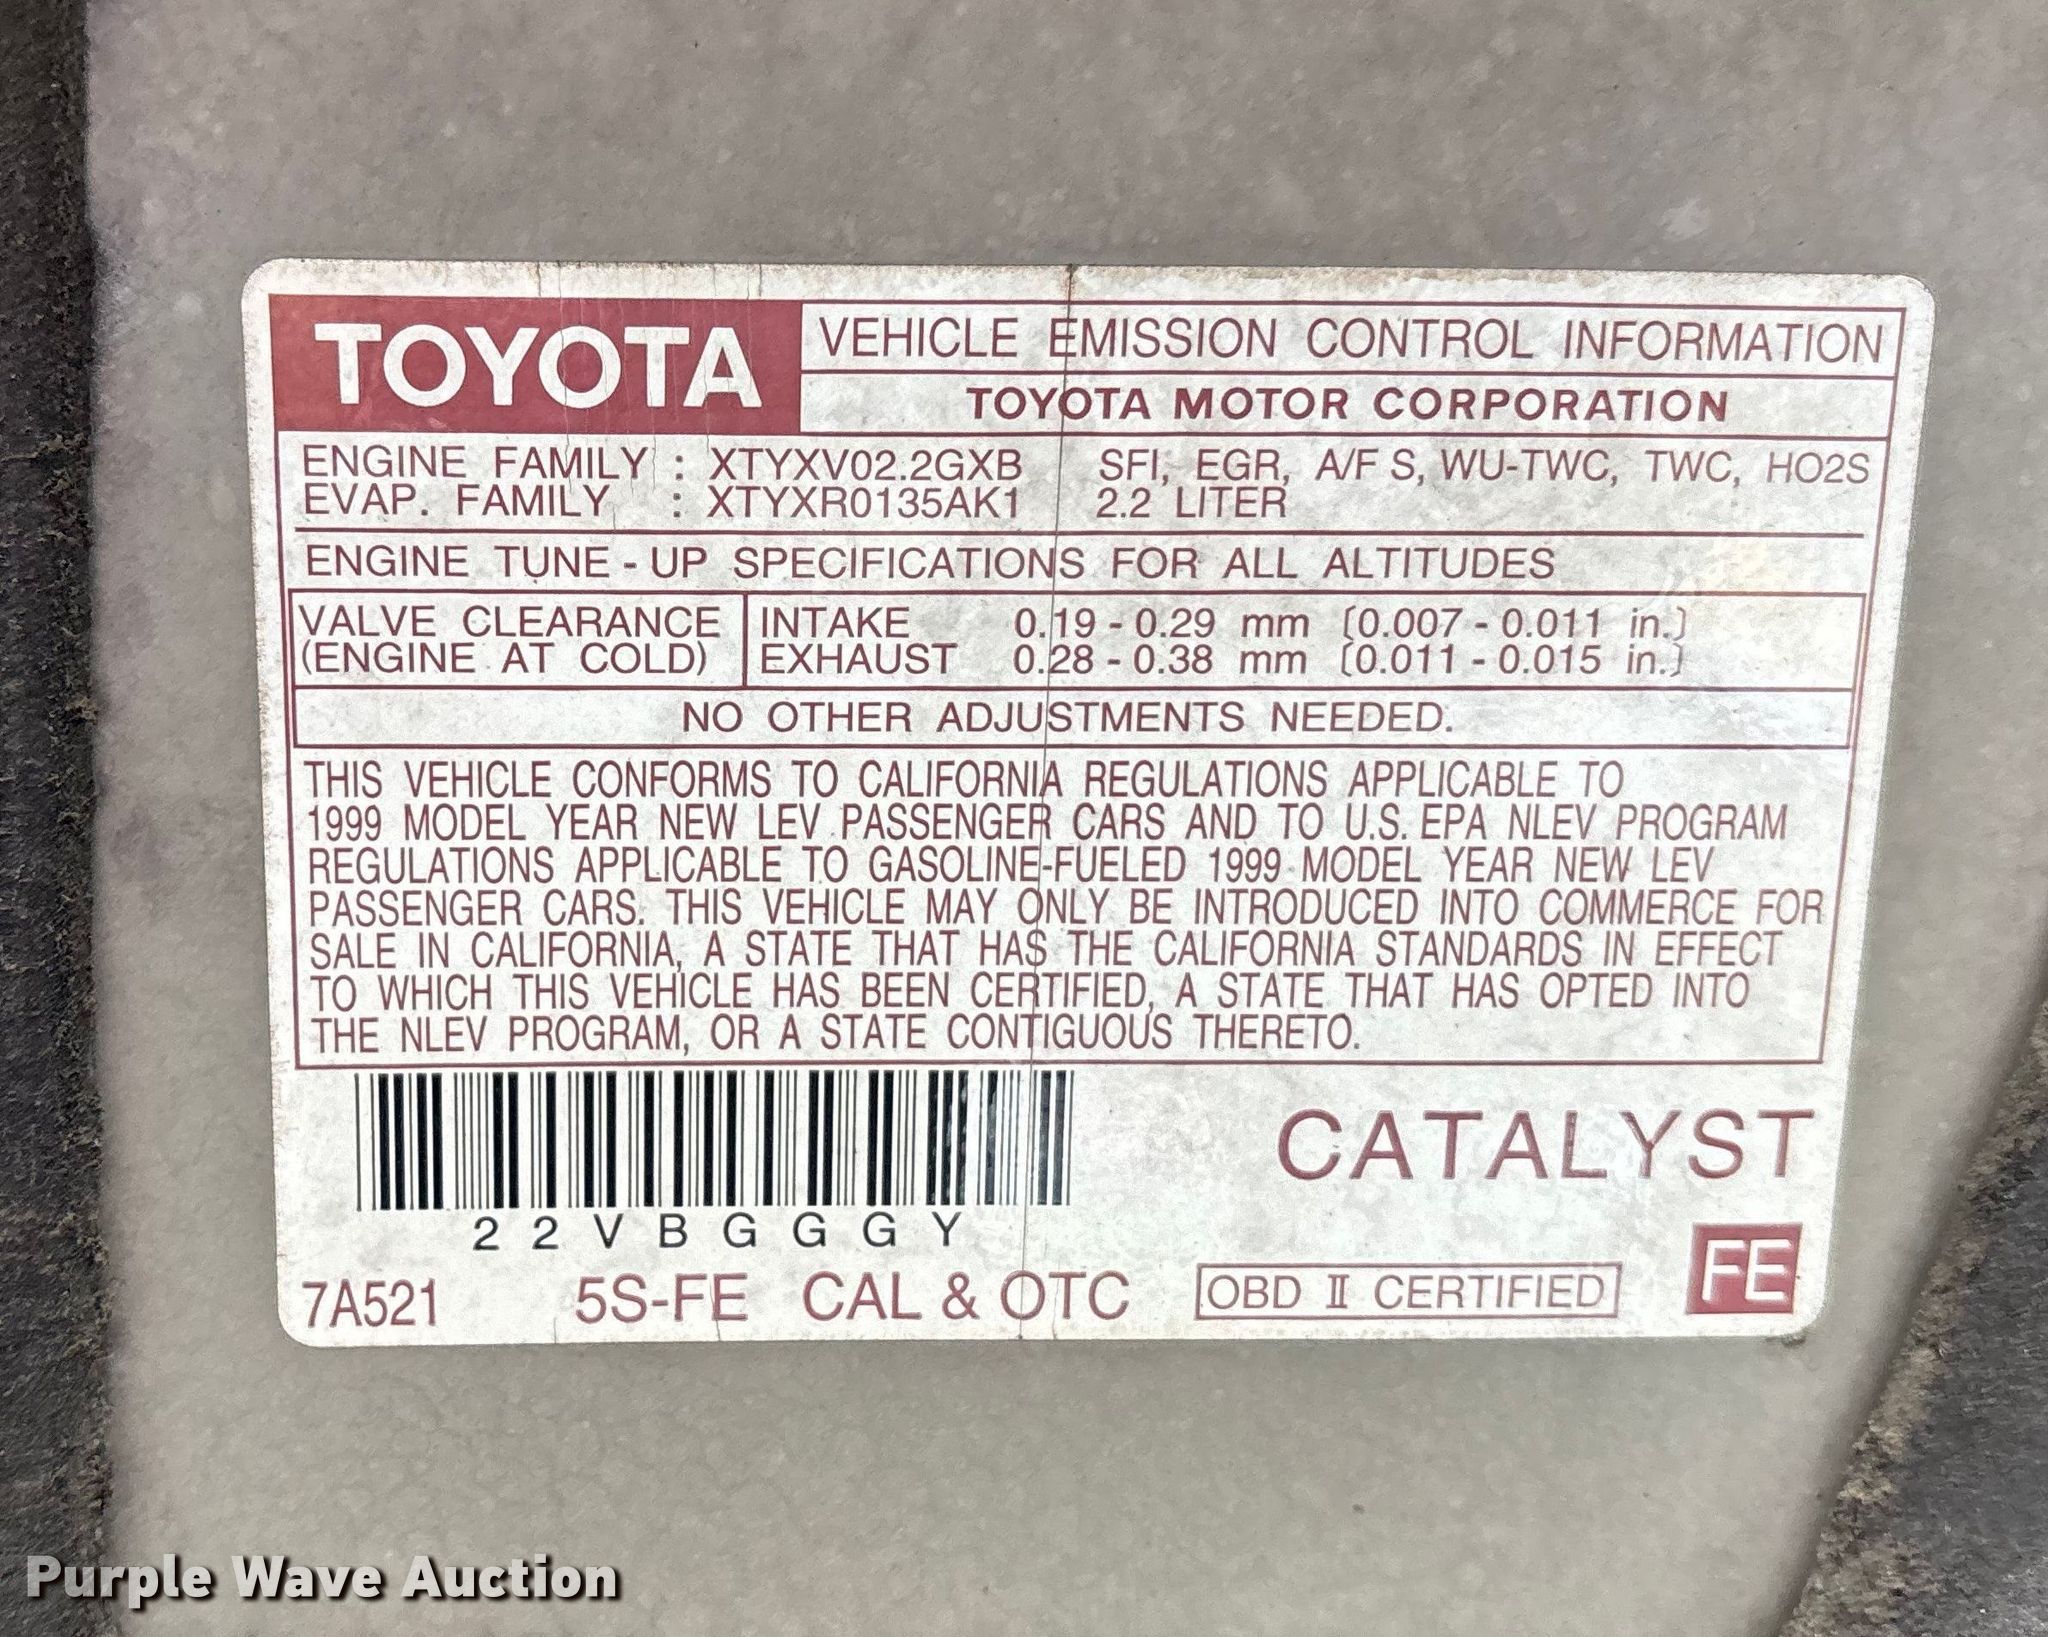 TOYOTA
VEHICLE EMISSION CONTROL INFORMATION
TOYOTA MOTOR CORPORATION
ENGINE FAMILY : XTYXV02.2GXB SFI, EGR, A/F S, WU-TWC, TWC, HO2S
EVAP. FAMILY : XTYXR0135AK1 2.2 LITER
ENGINE TUNE-UP SPECIFICATIONS FOR ALL ALTITUDES
VALVE CLEARANCE INTAKE 0.19 - 0.29 mm [0.007 - 0.011 in.]
(ENGINE AT COLD) EXHAUST 0.28 - 0.38 mm [0.011 - 0.015 in.]
NO OTHER ADJUSTMENTS NEEDED.
THIS VEHICLE CONFORMS TO CALIFORNIA REGULATIONS APPLICABLE TO
1999 MODEL YEAR NEW LEV PASSENGER CARS AND TO U.S. EPA NLEV PROGRAM
REGULATIONS APPLICABLE TO GASOLINE-FUELED 1999 MODEL YEAR NEW LEV
PASSENGER CARS. THIS VEHICLE MAY ONLY BE INTRODUCED INTO COMMERCE FOR
SALE IN CALIFORNIA, A STATE THAT HAS THE CALIFORNIA STANDARDS IN EFFECT
TO WHICH THIS VEHICLE HAS BEEN CERTIFIED, A STATE THAT HAS OPTED INTO
THE NLEV PROGRAM, OR A STATE CONTIGUOUS THERETO.
CATALYST
22VBGGGY
7A521 5S-FE CAL & OTC OBD II CERTIFIED FE
Purple Wave Auction